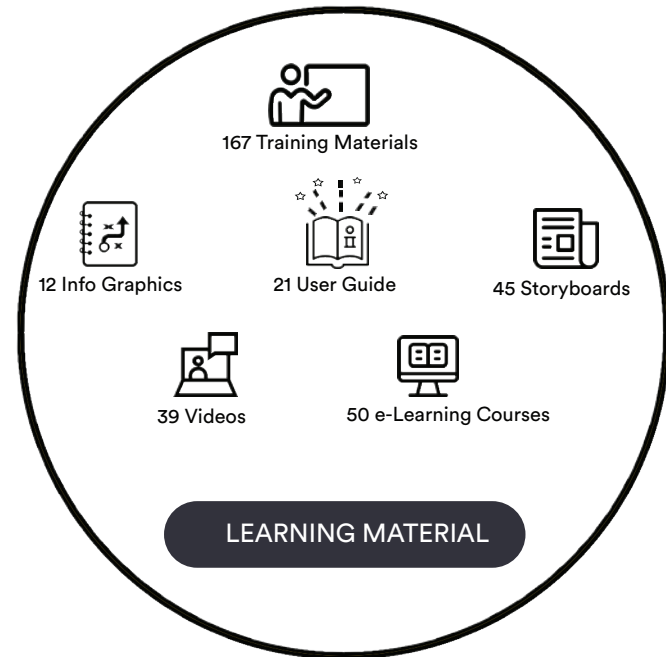 167 Training Materials
12 Info Graphics
21 User Guide
45 Storyboards
39 Videos
50 e-Learning Courses
LEARNING MATERIAL